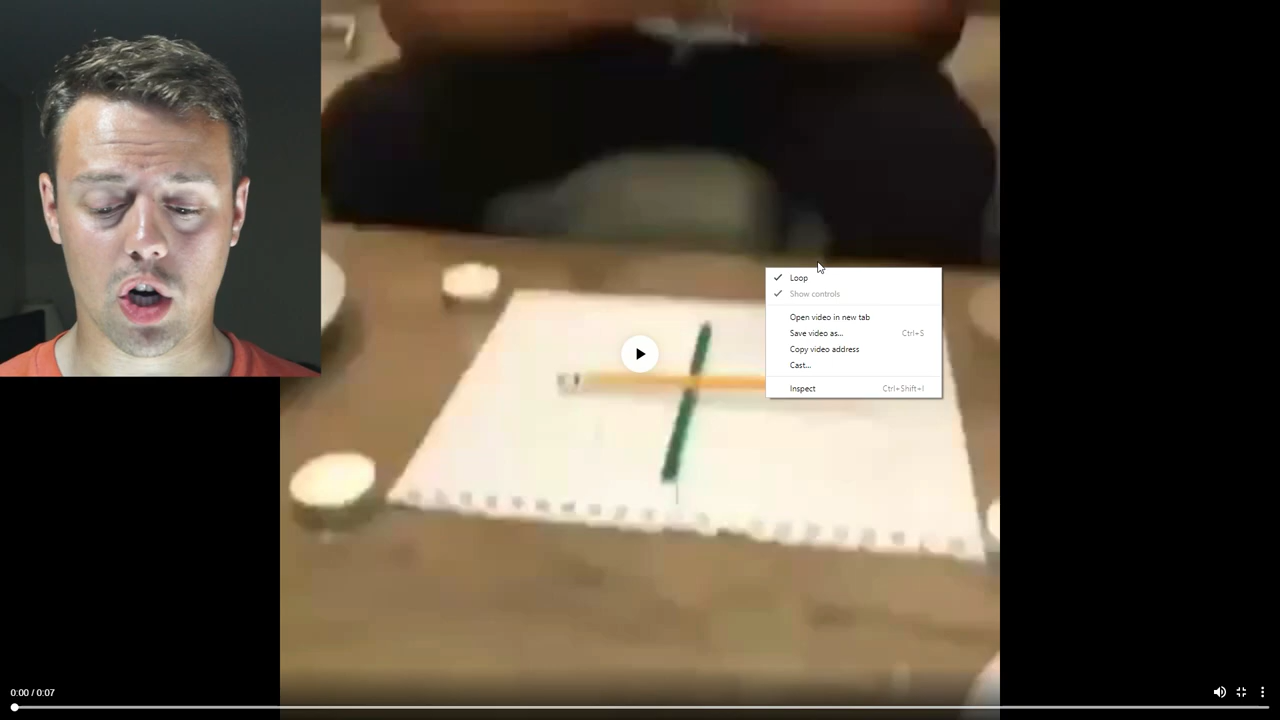 Loop
Show controls
Open video in new tab
Save video as... Ctrl+S
Copy video address
Cast...
Inspect Ctrl+Shift+I
0:00 / 0:07